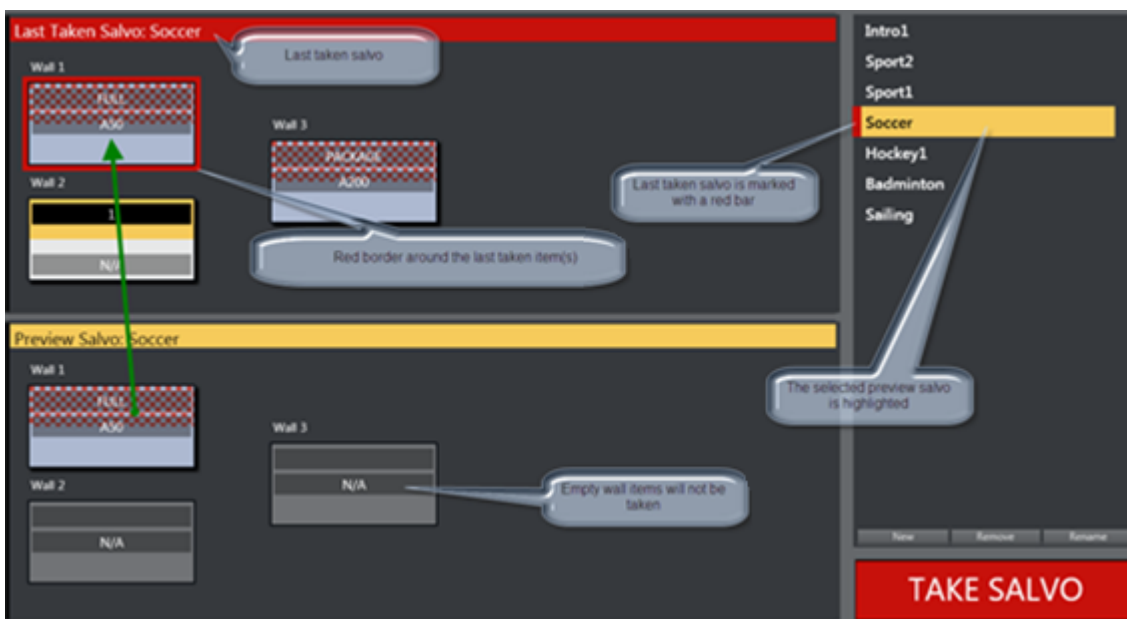 Last Taken Salvo: Soccer
Last taken salvo
Wall 1
FULL
A50
Wall 3
PACKAGE
A200
Wall 2
1
N/A
Red border around the last taken item(s)
Last taken salvo is marked
with a red bar
Preview Salvo: Soccer
Wall 1
FULL
A50
Wall 3
N/A
Wall 2
N/A
Empty wall items will not be
taken
Intro1
Sport2
Sport1
Soccer
Hockey1
Badminton
Sailing
The selected preview salvo
is highlighted
New
Remove
Rename
TAKE SALVO